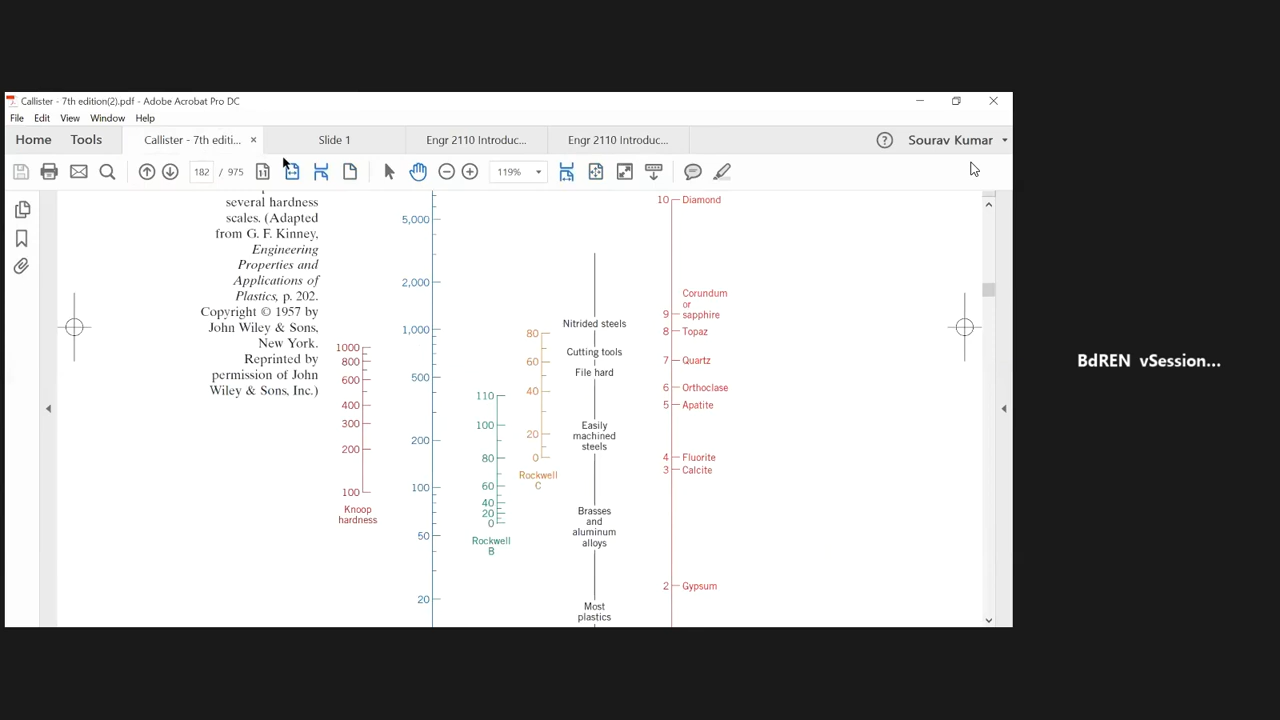 Callister - 7th edition(2).pdf - Adobe Acrobat Pro DC
File Edit View Window Help
Home Tools Callister - 7th editi... × Slide 1 Engr 2110 Introduc... Engr 2110 Introduc... ? Sourav Kumar
182 / 975 119%
several hardness
scales. (Adapted
from G. F. Kinney,
Engineering
Properties and
Applications of
Plastics, p. 202.
Copyright © 1957 by
John Wiley & Sons,
New York.
Reprinted by
permission of John
Wiley & Sons, Inc.)
1000
800
600
400
300
200
100
Knoop
hardness
5,000
2,000
1,000
500
200
100
50
20
110
100
80
60
40
20
0
Rockwell
B
80
60
40
20
0
Rockwell
C
Nitrided steels
Cutting tools
File hard
Easily
machined
steels
Brasses
and
aluminum
alloys
Most
plastics
10 Diamond
Corundum
or
9 sapphire
8 Topaz
7 Quartz
6 Orthoclase
5 Apatite
4 Fluorite
3 Calcite
2 Gypsum
BdREN vSession...